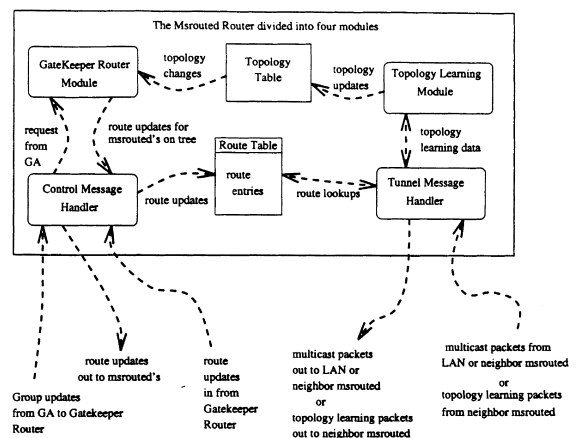 The Msrouted Router divided into four modules
GateKeeper Router
Module
topology
changes
Topology
Table
topology
updates
Topology Learning
Module
request
from
GA
route updates for
msrouted's on tree
Route Table
route
entries
topology
learning data
Control Message
Handler
route updates
route lookups
Tunnel Message
Handler
route updates
out to msrouted's
Group updates
from GA to Gatekeeper
Router
route
updates
in from
Gatekeeper
Router
multicast packets
out to LAN or
neighbor msrouted
or
topology learning packets
out to neighbor msrouted
multicast packets from
LAN or neighbor msrouted
or
topology learning packets
from neighbor msrouted